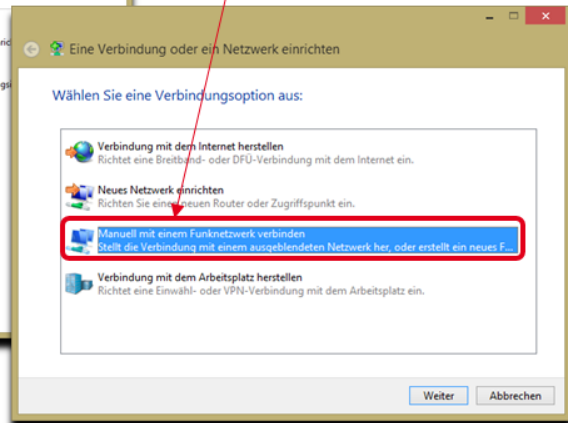 Eine Verbindung oder ein Netzwerk einrichten
Wählen Sie eine Verbindungsoption aus:
Verbindung mit dem Internet herstellen
Richtet eine Breitband- oder DFÜ-Verbindung mit dem Internet ein.
Neues Netzwerk einrichten
Richten Sie einen neuen Router oder Zugriffspunkt ein.
Manuell mit einem Funknetzwerk verbinden
Stellt die Verbindung mit einem ausgeblendeten Netzwerk her, oder erstellt ein neues F...
Verbindung mit dem Arbeitsplatz herstellen
Richtet eine Einwähl- oder VPN-Verbindung mit dem Arbeitsplatz ein.
Weiter Abbrechen